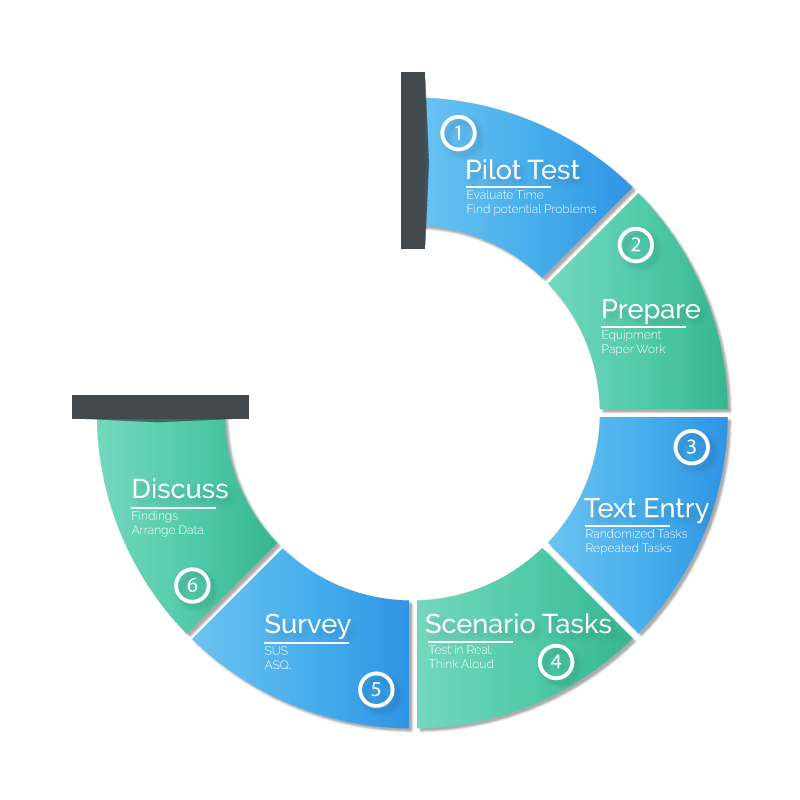 1
Pilot Test
Evaluate Time
Find potential Problems
2
Prepare
Equipment
Paper Work
3
Text Entry
Randomized Tasks
Repeated Tasks
Scenario Tasks
Test in Real.
Think Aloud
4
Survey
SUS
ASQ.
5
Discuss
Findings
Arrange Data.
6